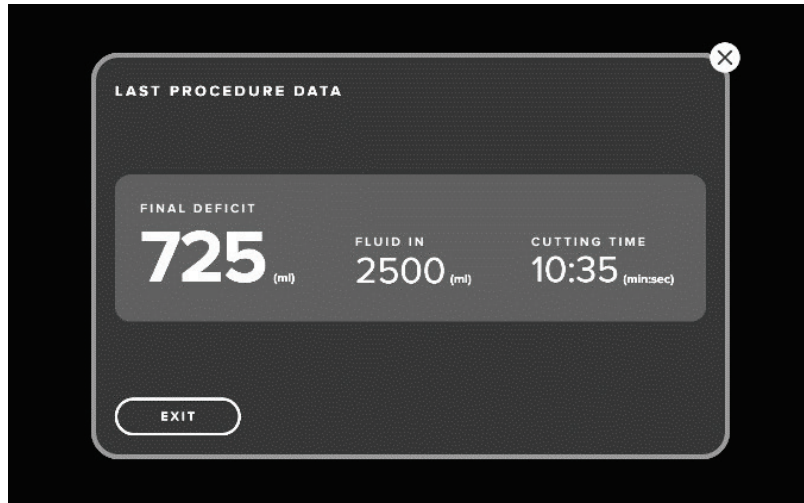 LAST PROCEDURE DATA
FINAL DEFICIT
725 (ml)
FLUID IN
2500 (ml)
CUTTING TIME
10:35 (min:sec)
EXIT